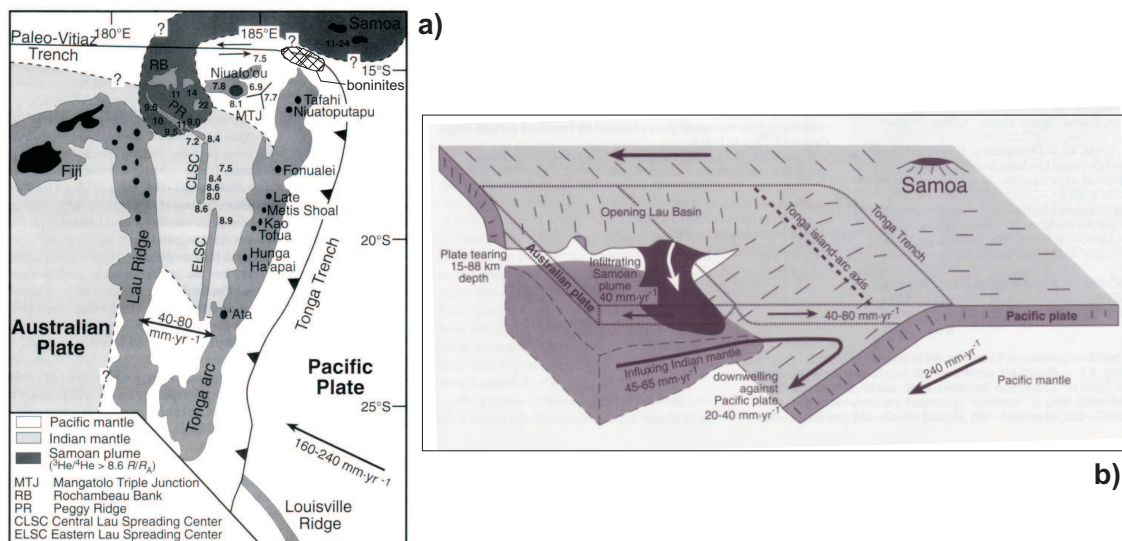 a)
180°E
185°E
?
?
Samoa
11-24
Paleo-Vitiaz
Trench
?
?
15°S
boninites
RB
7.5
Niuafo'ou
7.8
6.9
7.7
8.1
MTJ
11
14
22
PR
9.6
10
9.5
11
9.0
7.2
8.4
Tafahi
Niuatoputapu
Fiji
CLSC
7.5
8.4
8.6
8.0
8.6
8.9
Fonualei
Late
Metis Shoal
Kao
Tofua
20°S
Hunga
Ha'apai
ELSC
Lau Ridge
'Ata
Tonga Trench
40-80
mm·yr -1
Australian
Plate
Pacific
Plate
?
Tonga arc
25°S
160-240 mm·yr -1
Louisville
Ridge
Pacific mantle
Indian mantle
Samoan plume
(3He/4He > 8.6 R/RA)
MTJ Mangatolo Triple Junction
RB Rochambeau Bank
PR Peggy Ridge
CLSC Central Lau Spreading Center
ELSC Eastern Lau Spreading Center
Samoa
Opening Lau Basin
Tonga island-arc axis
Tonga Trench
Plate tearing
15-88 km
depth
Australian plate
Infiltrating
Samoan
plume
40 mm·yr-1
40-80 mm·yr-1
Pacific plate
Influxing Indian mantle
45-65 mm·yr-1
downwelling
against
Pacific plate
20-40 mm·yr-1
240 mm·yr-1
Pacific mantle
b)